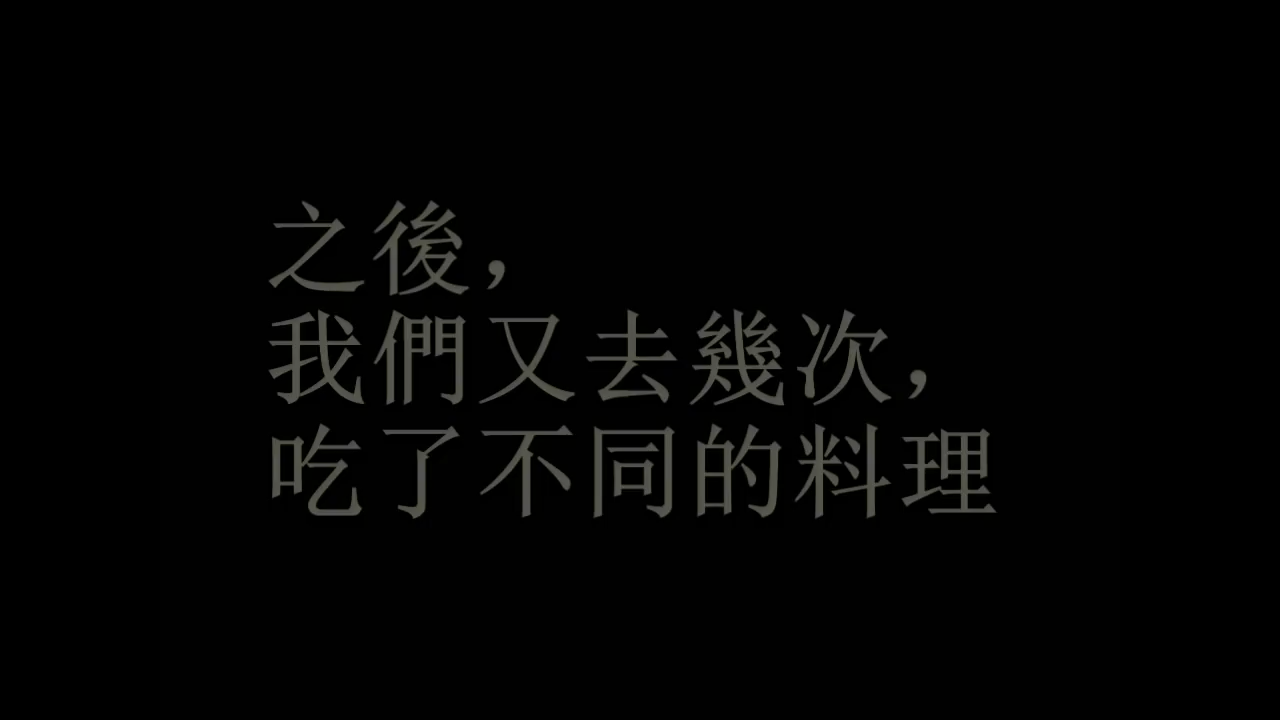 之後，
我們又去幾次，
吃了不同的料理